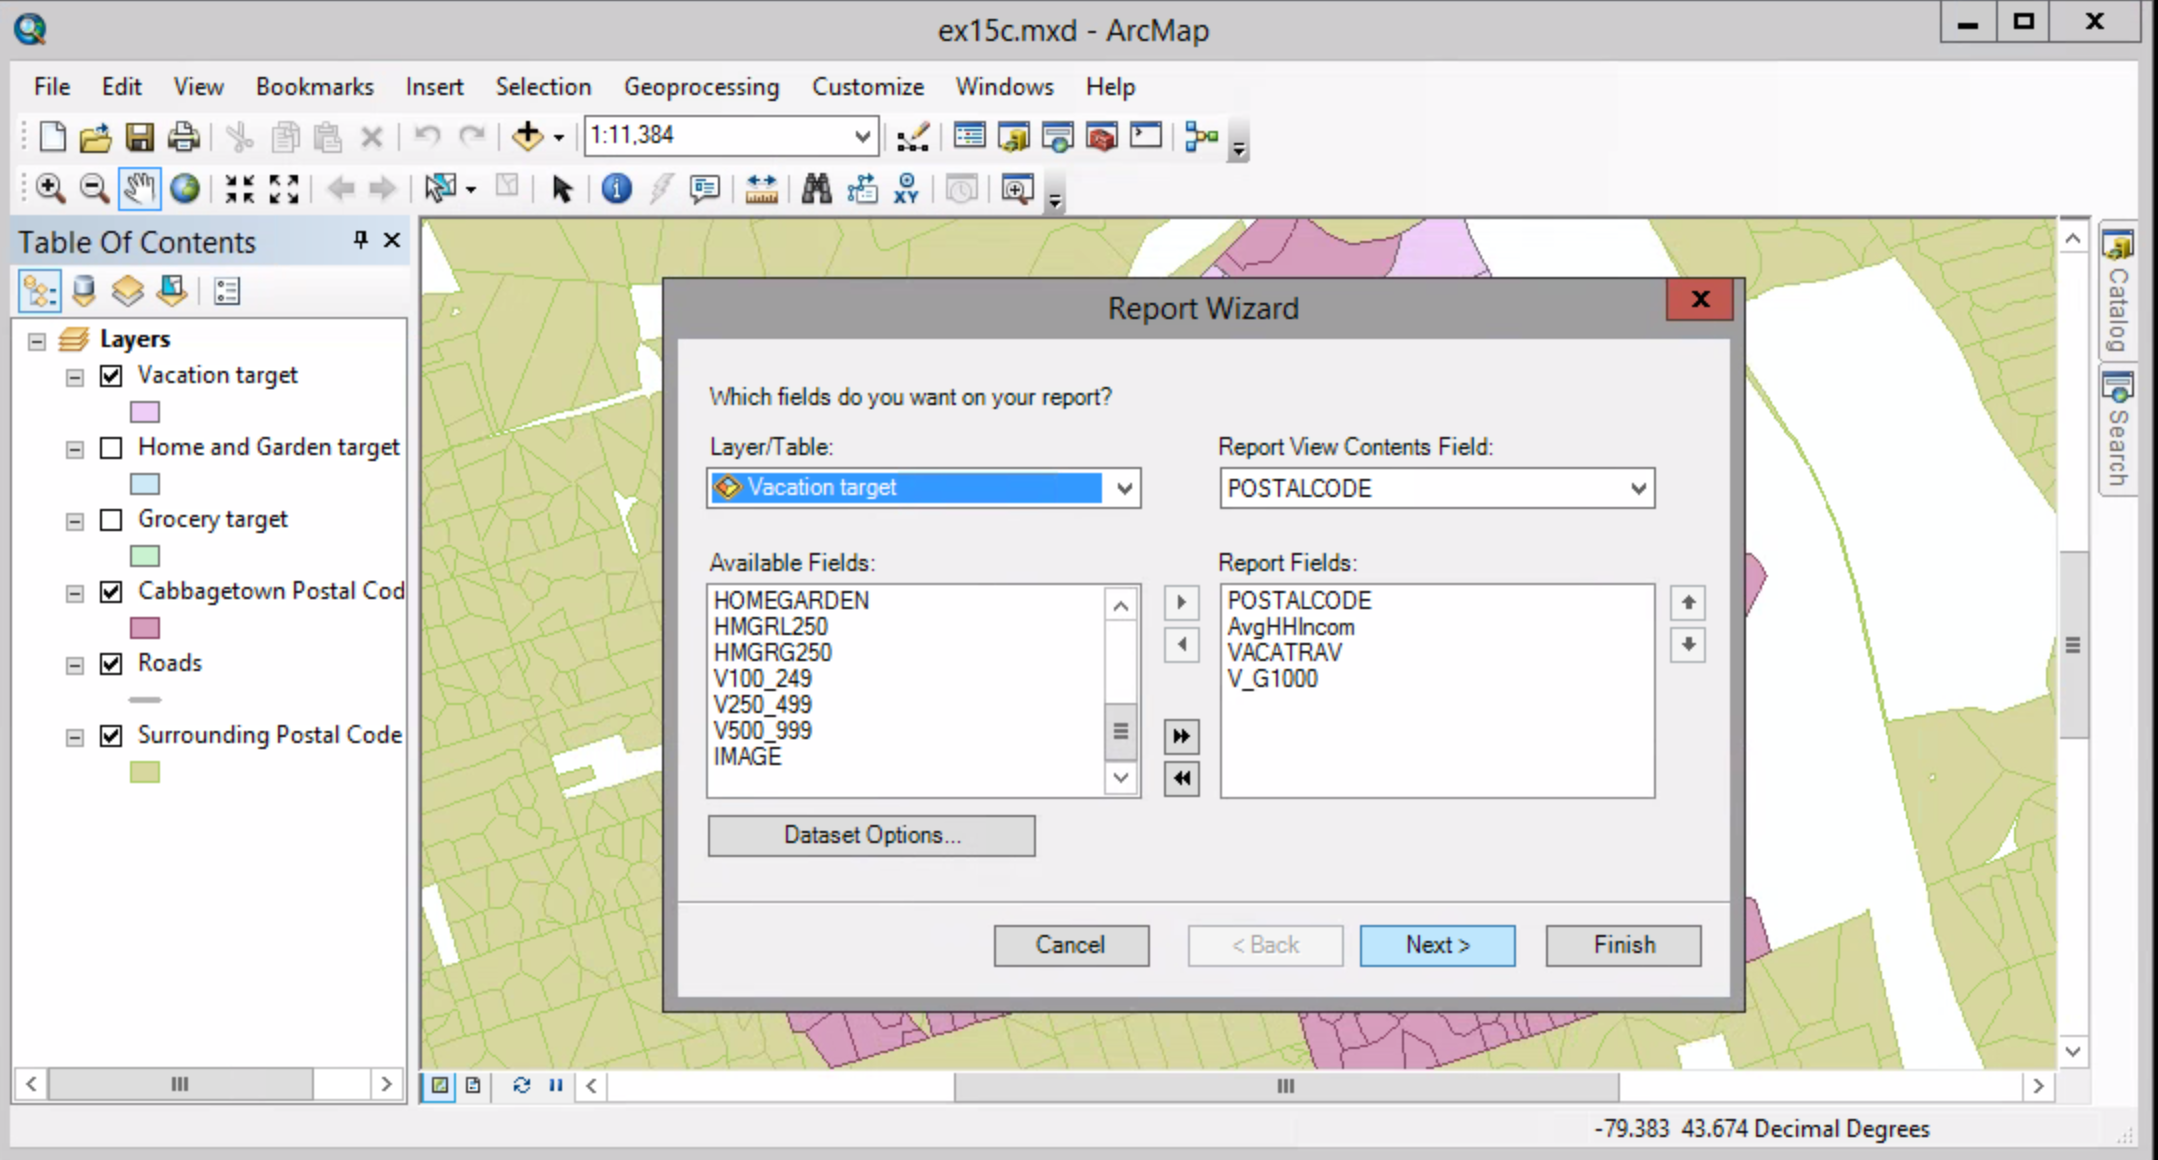 ex15c.mxd - ArcMap
File Edit View Bookmarks Insert Selection Geoprocessing Customize Windows Help
1:11,384
XY
Table Of Contents
Layers
Vacation target
Home and Garden target
Grocery target
Cabbagetown Postal Cod
Roads
Surrounding Postal Code
Report Wizard
X
Which fields do you want on your report?
Layer/Table:
Report View Contents Field:
Vacation target
POSTALCODE
Available Fields:
Report Fields:
HOMEGARDEN
HMGRL250
HMGRG250
V100_249
V250_499
V500_999
IMAGE
POSTALCODE
AvgHHIncom
VACATRAV
V_G1000
Dataset Options...
Cancel
< Back
Next >
Finish
Catalog
Search
-79.383 43.674 Decimal Degrees